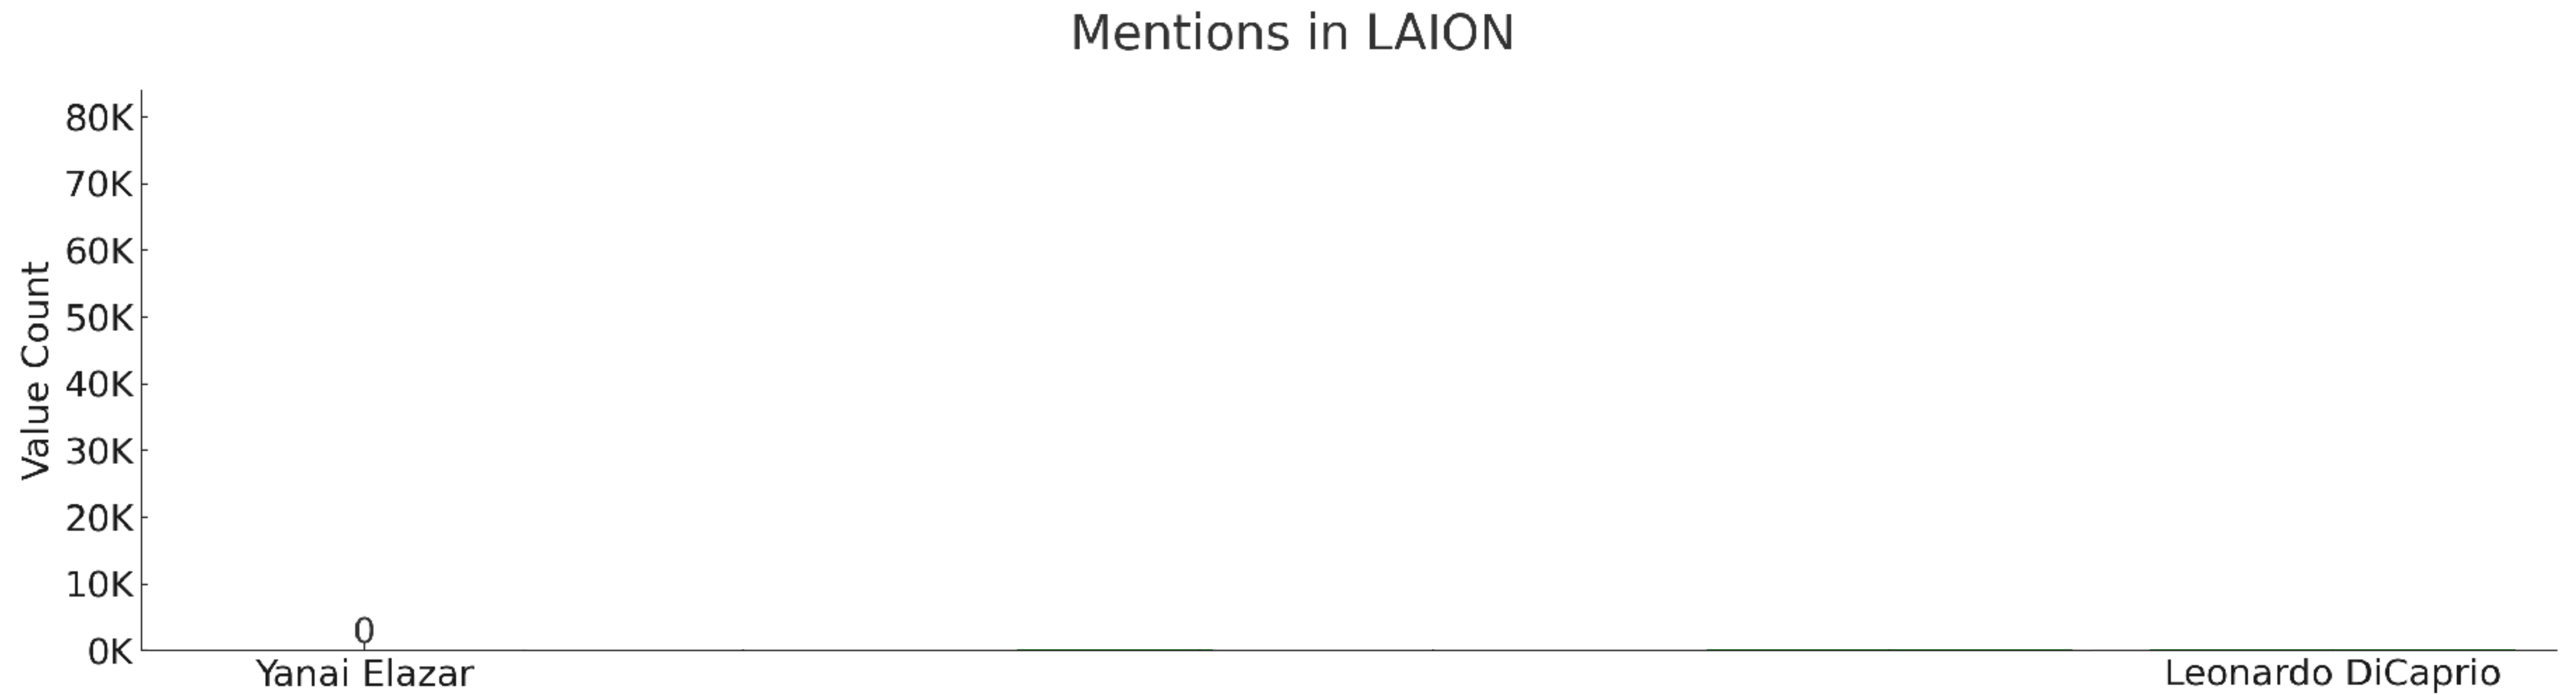 Mentions in LAION
Value Count
80K
70K
60K
50K
40K
30K
20K
10K
0K
0
Yanai Elazar
Leonardo DiCaprio